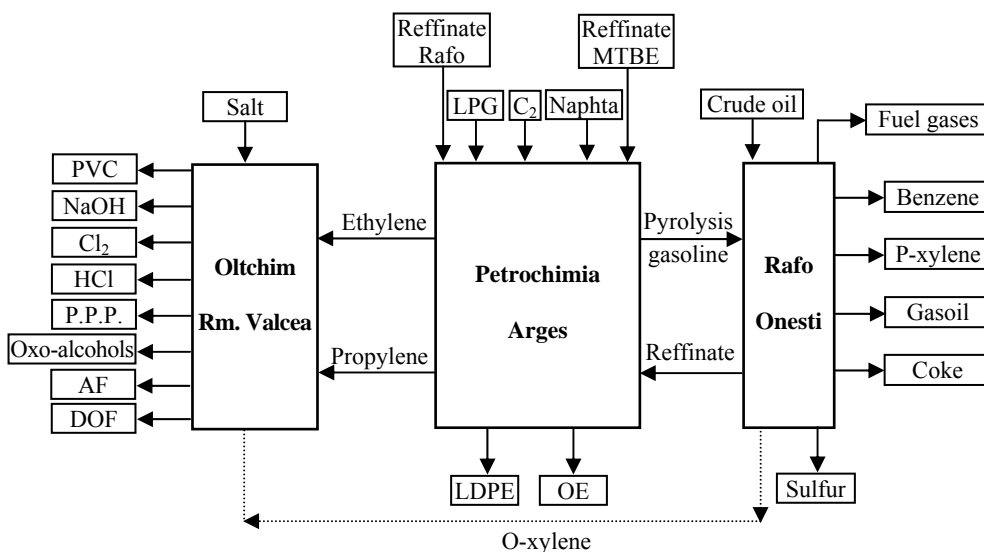 Reffinate
Rafo
Reffinate
MTBE
Salt
LPG
C₂
Naphta
Crude oil
Fuel gases
PVC
NaOH
Cl₂
HCl
P.P.P.
Oxo-alcohols
AF
DOF
Oltchim
Rm. Valcea
Ethylene
Propylene
Petrochimia
Arges
Pyrolysis
gasoline
Reffinate
Rafo
Onesti
Benzene
P-xylene
Gasoil
Coke
LDPE
OE
Sulfur
O-xylene